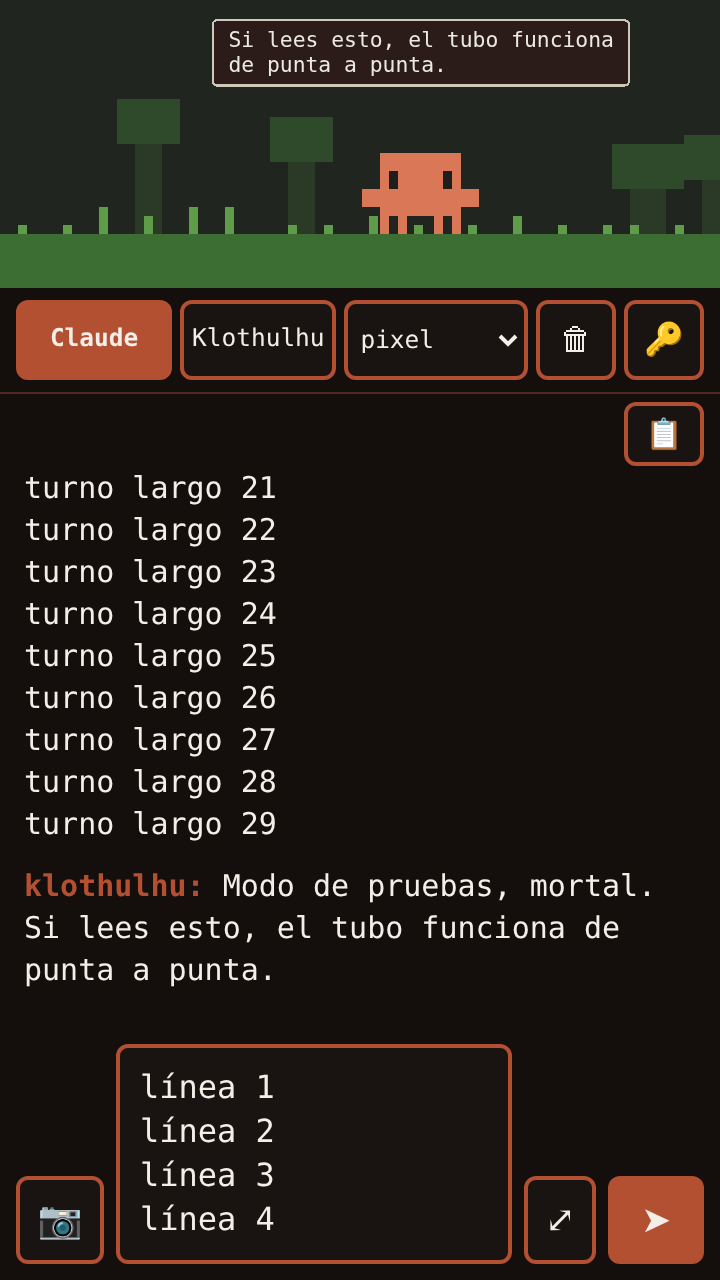 Si lees esto, el tubo funciona
de punta a punta.
Claude
Klothulhu
pixel
turno largo 21
turno largo 22
turno largo 23
turno largo 24
turno largo 25
turno largo 26
turno largo 27
turno largo 28
turno largo 29
klothulhu: Modo de pruebas, mortal.
Si lees esto, el tubo funciona de
punta a punta.
línea 1
línea 2
línea 3
línea 4